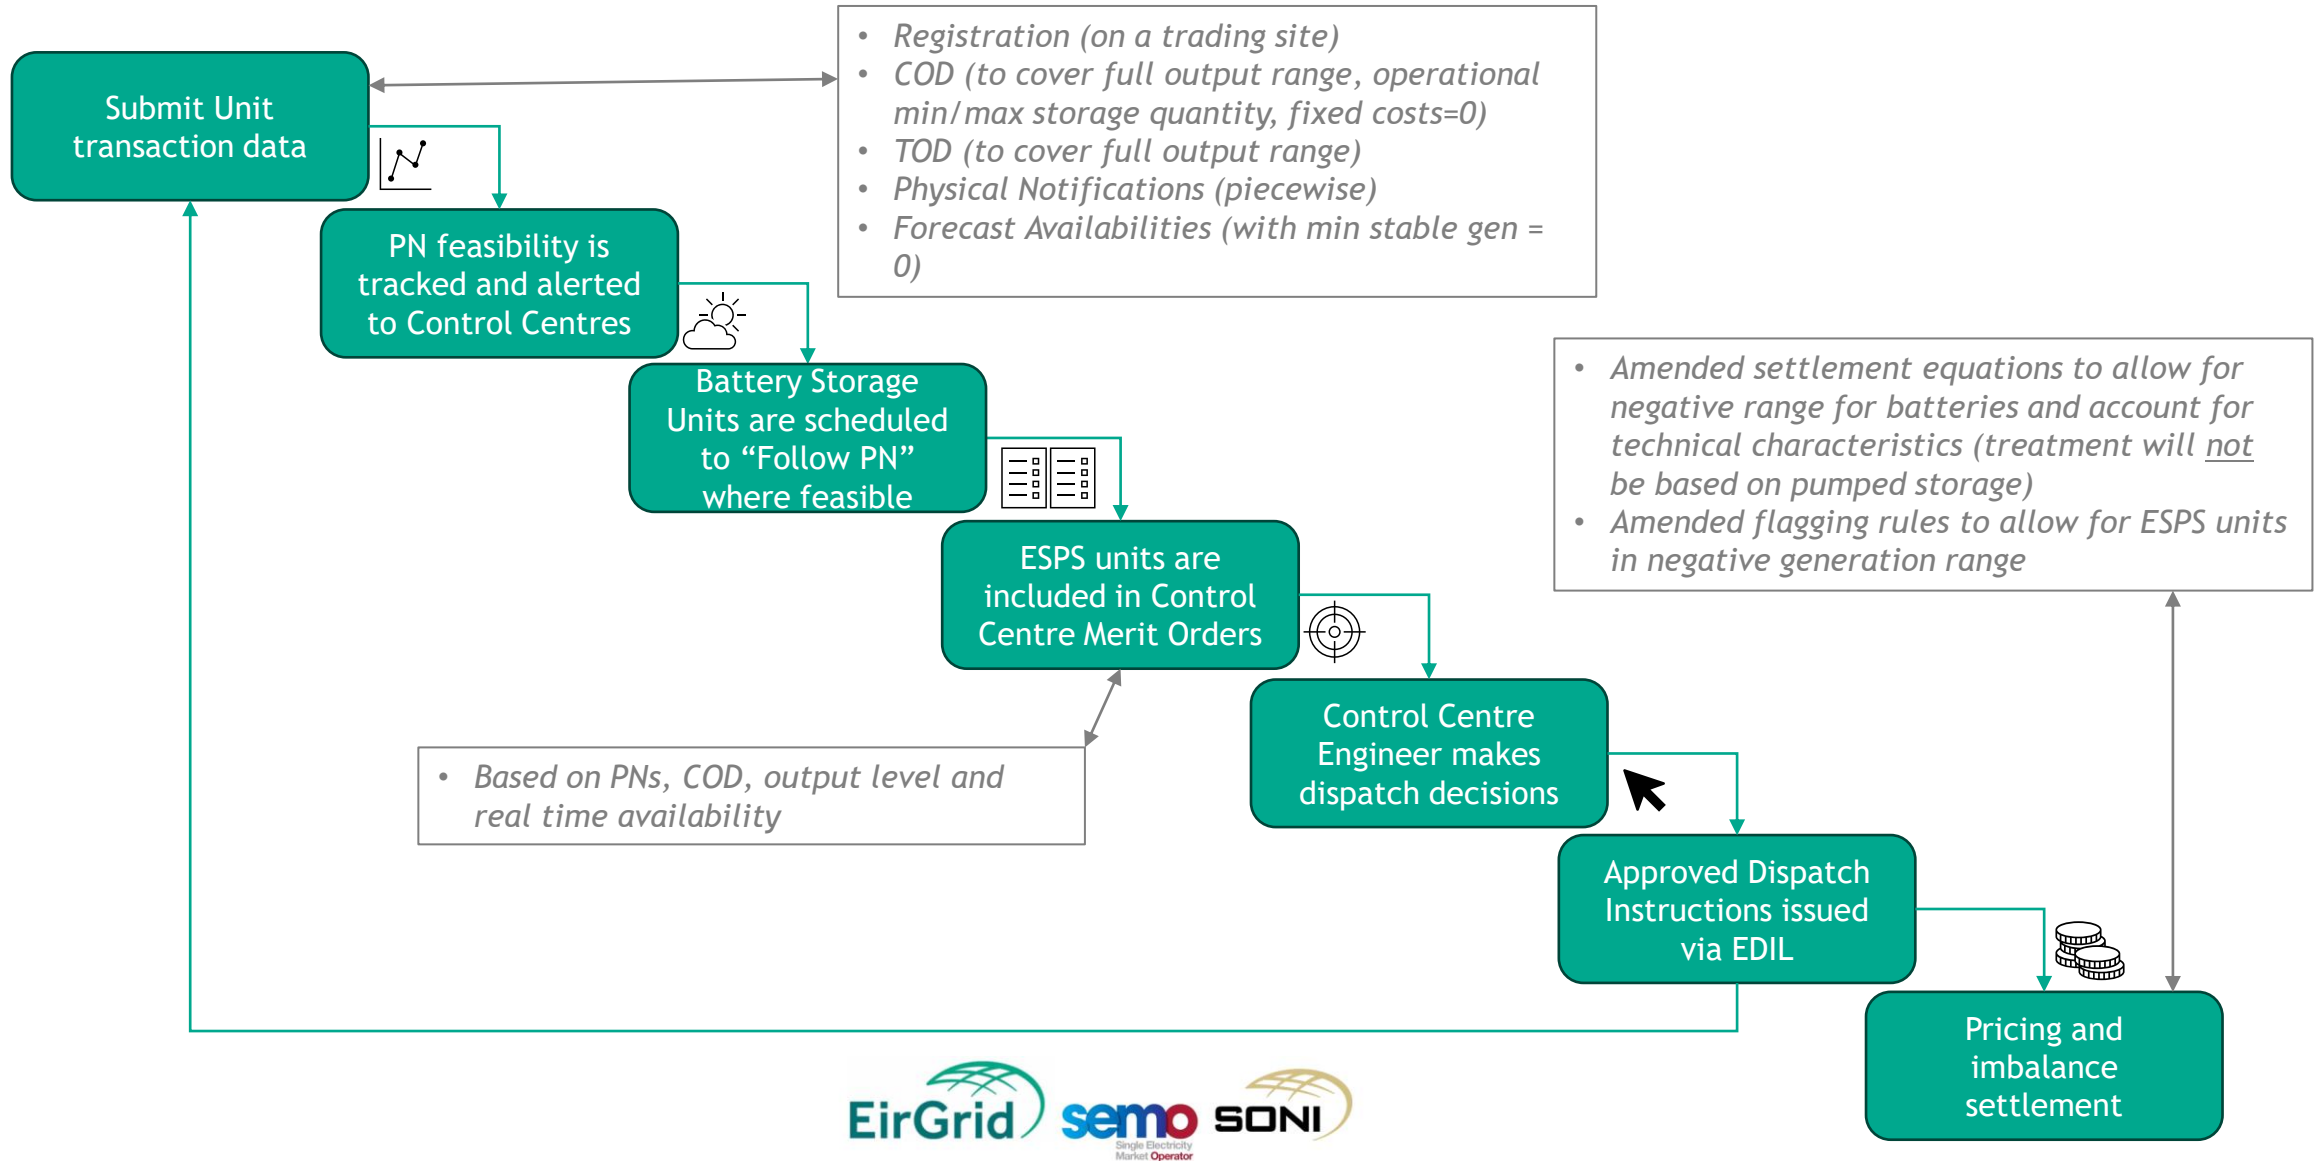 Submit Unit
transaction data
• Registration (on a trading site)
• COD (to cover full output range, operational
min/max storage quantity, fixed costs=0)
• TOD (to cover full output range)
• Physical Notifications (piecewise)
• Forecast Availabilities (with min stable gen =
0)
PN feasibility is
tracked and alerted
to Control Centres
Battery Storage
Units are scheduled
to “Follow PN”
where feasible
• Amended settlement equations to allow for
negative range for batteries and account for
technical characteristics (treatment will not
be based on pumped storage)
• Amended flagging rules to allow for ESPS units
in negative generation range
ESPS units are
included in Control
Centre Merit Orders
• Based on PNs, COD, output level and
real time availability
Control Centre
Engineer makes
dispatch decisions
Approved Dispatch
Instructions issued
via EDIL
Pricing and
imbalance
settlement
EirGrid
semo
Single Electricity
Market Operator
SONI